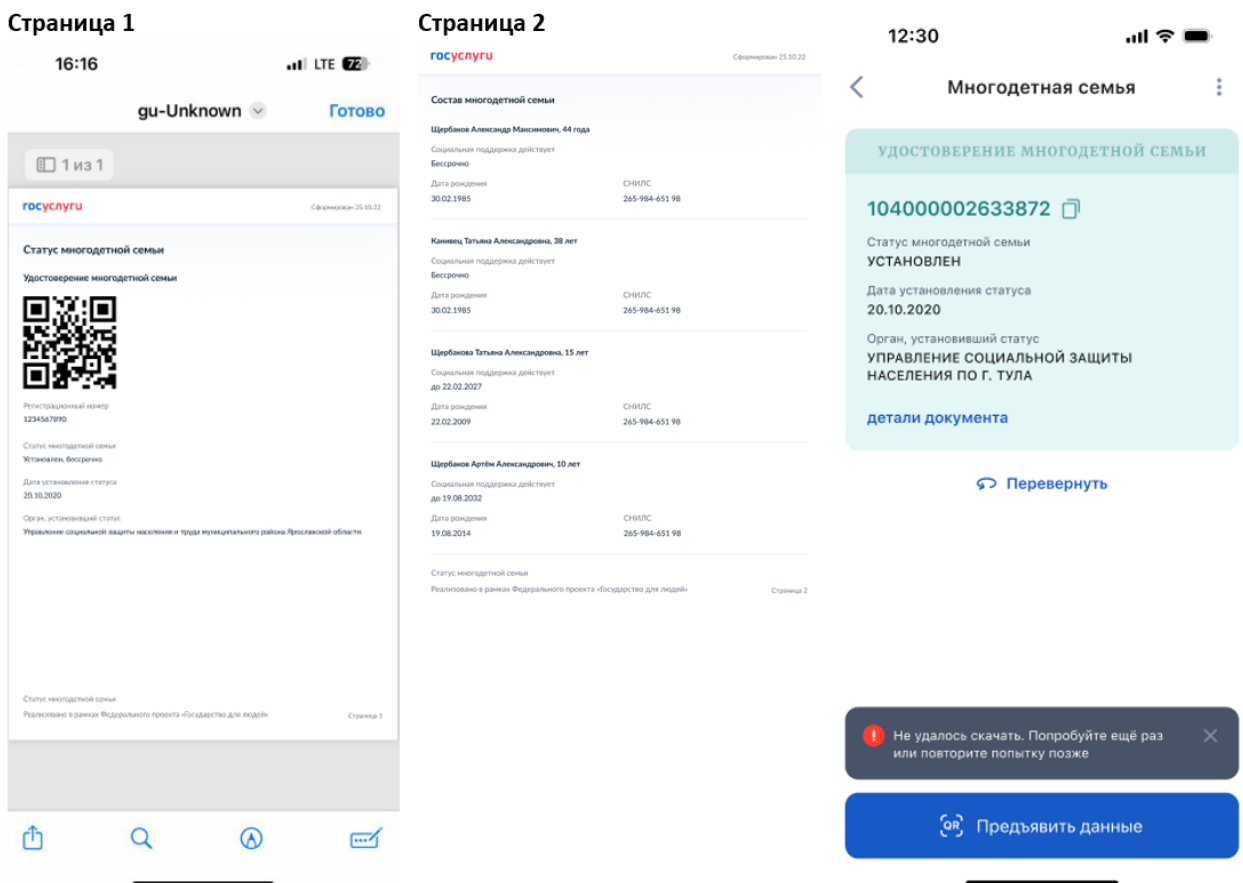 Страница 1
16:16
LTE 72
gu-Unknown
Готово
1 из 1
госуслуги
Сформирован 25.10.22
Статус многодетной семьи
Удостоверение многодетной семьи
Регистрационный номер
1234567890
Статус многодетной семьи
Установлен, бессрочно
Дата установления статуса
20.10.2020
Орган, установивший статус
Управление социальной защиты населения и труда муниципального района Ярославской области
Статус многодетной семьи
Реализовано в рамках Федерального проекта «Государство для людей»
Страница 1
Страница 2
госуслуги
Сформирован 25.10.22
Состав многодетной семьи
Щербаков Александр Максимович, 44 года
Социальная поддержка действует
Бессрочно
Дата рождения
СНИЛС
30.02.1985
265-984-651 98
Канивец Татьяна Александровна, 38 лет
Социальная поддержка действует
Бессрочно
Дата рождения
СНИЛС
30.02.1985
265-984-651 98
Щербакова Татьяна Александровна, 15 лет
Социальная поддержка действует
до 22.02.2027
Дата рождения
СНИЛС
22.02.2009
265-984-651 98
Щербаков Артём Александрович, 10 лет
Социальная поддержка действует
до 19.08.2032
Дата рождения
СНИЛС
19.08.2014
265-984-651 98
Статус многодетной семьи
Реализовано в рамках Федерального проекта «Государство для людей»
Страница 2
12:30
Многодетная семья
УДОСТОВЕРЕНИЕ МНОГОДЕТНОЙ СЕМЬИ
104000002633872
Статус многодетной семьи
УСТАНОВЛЕН
Дата установления статуса
20.10.2020
Орган, установивший статус
УПРАВЛЕНИЕ СОЦИАЛЬНОЙ ЗАЩИТЫ
НАСЕЛЕНИЯ ПО Г. ТУЛА
детали документа
Перевернуть
Не удалось скачать. Попробуйте ещё раз
или повторите попытку позже
QR
Предъявить данные